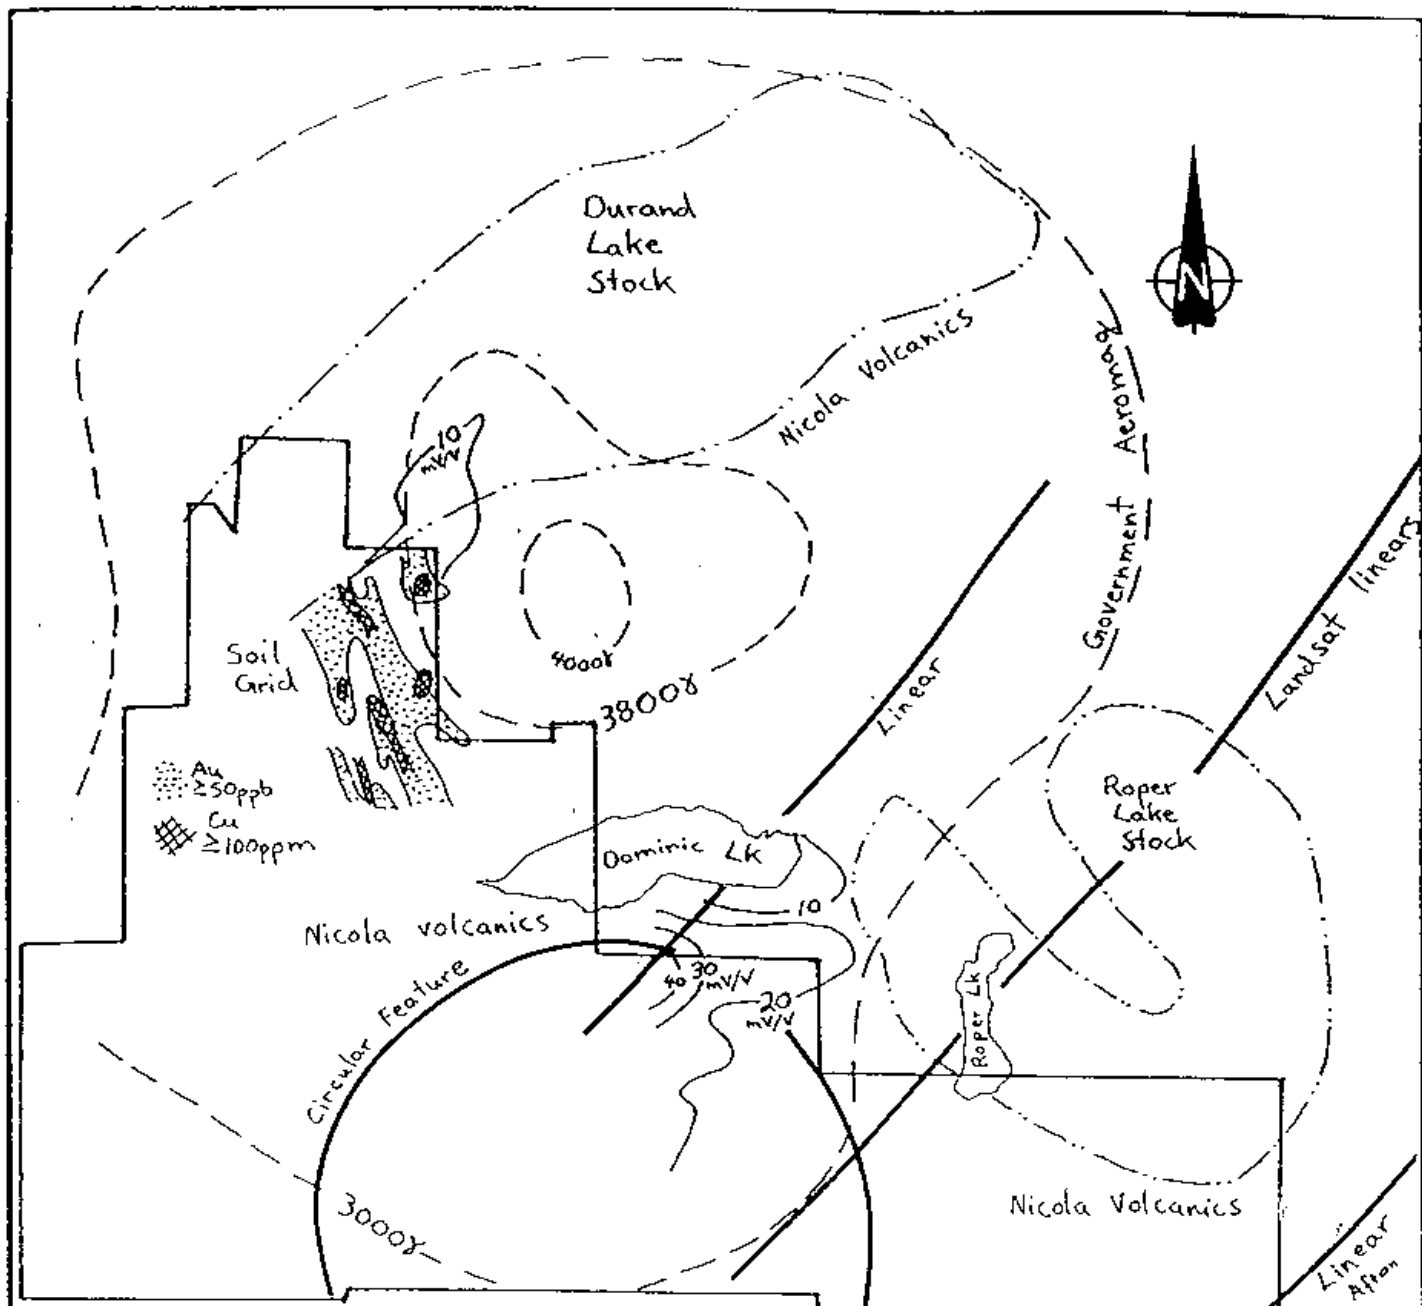 Durand
Lake
Stock
N
Nicola Volcanics
Government Aeromag
10
mV/V
Landsat linears
4000γ
Soil
Grid
Linear
3800γ
Au
≥50ppb
Cu
≥100ppm
Roper
Lake
Stock
Dominic Lk
10
Nicola volcanics
Circular Feature
40
30
mV/V
20
mV/V
Roper Lk
3000γ
Nicola Volcanics
Linear
Afton